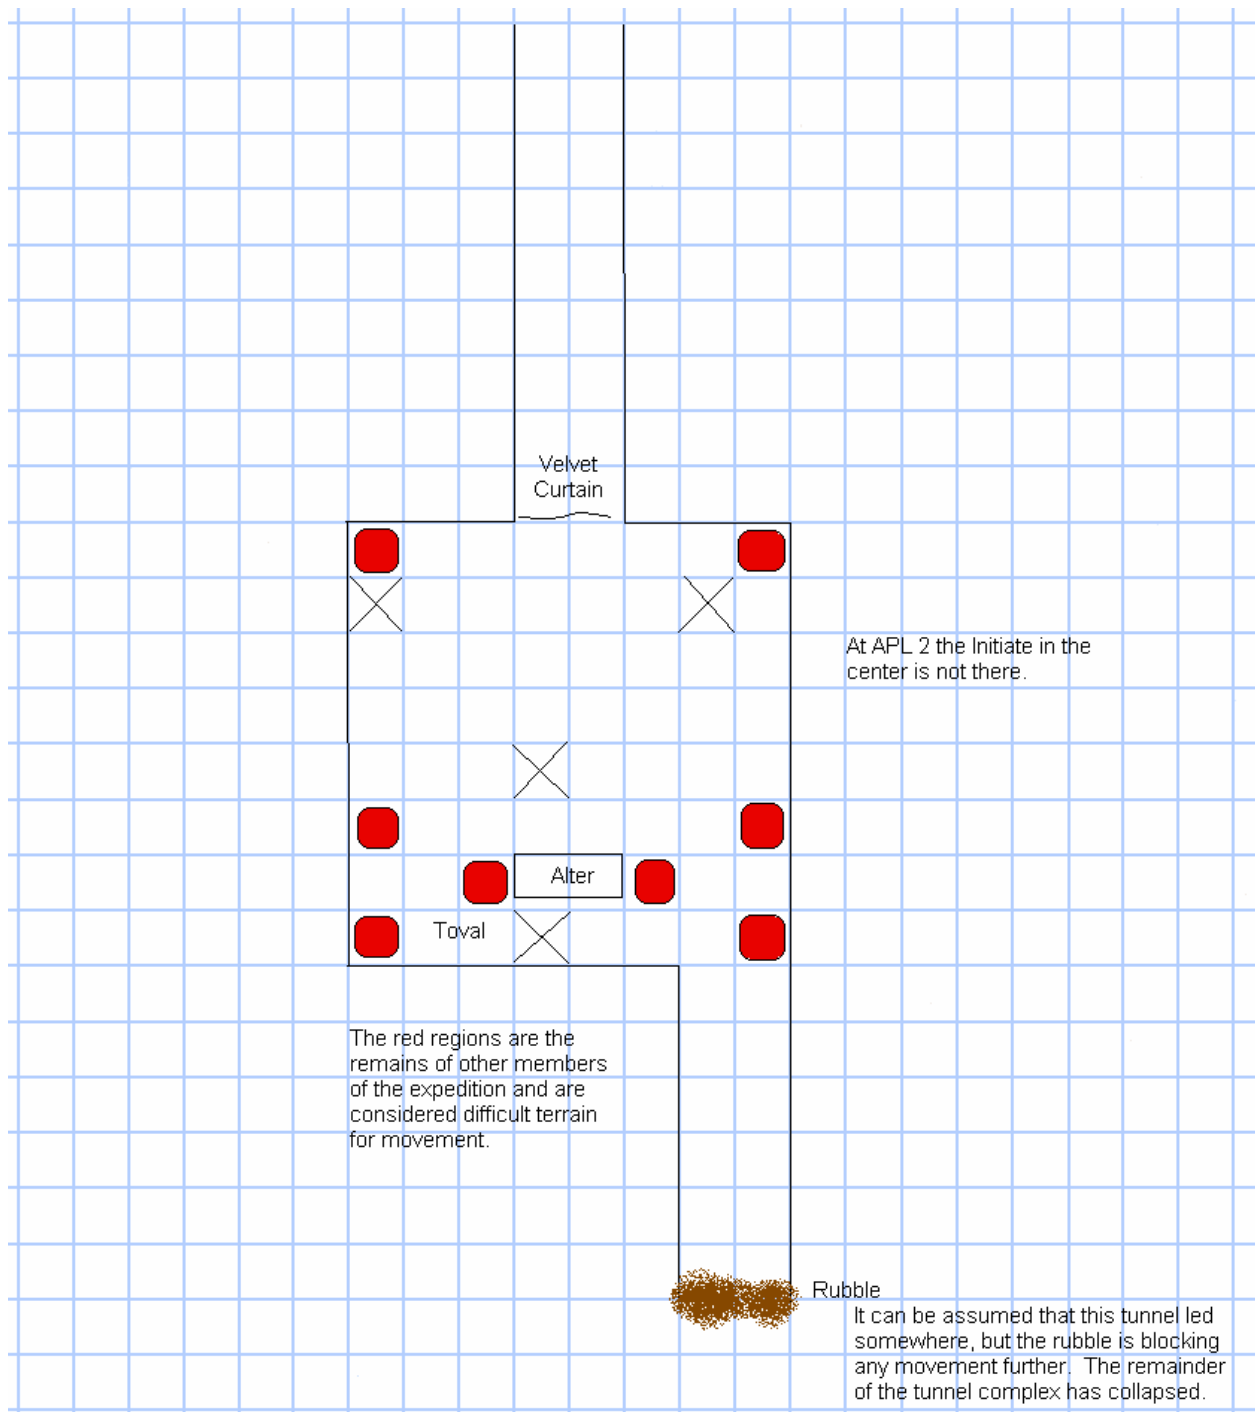 Velvet
Curtain
At APL 2 the Initiate in the
center is not there.
Alter
Toval
The red regions are the
remains of other members
of the expedition and are
considered difficult terrain
for movement.
Rubble
It can be assumed that this tunnel led
somewhere, but the rubble is blocking
any movement further.  The remainder
of the tunnel complex has collapsed.